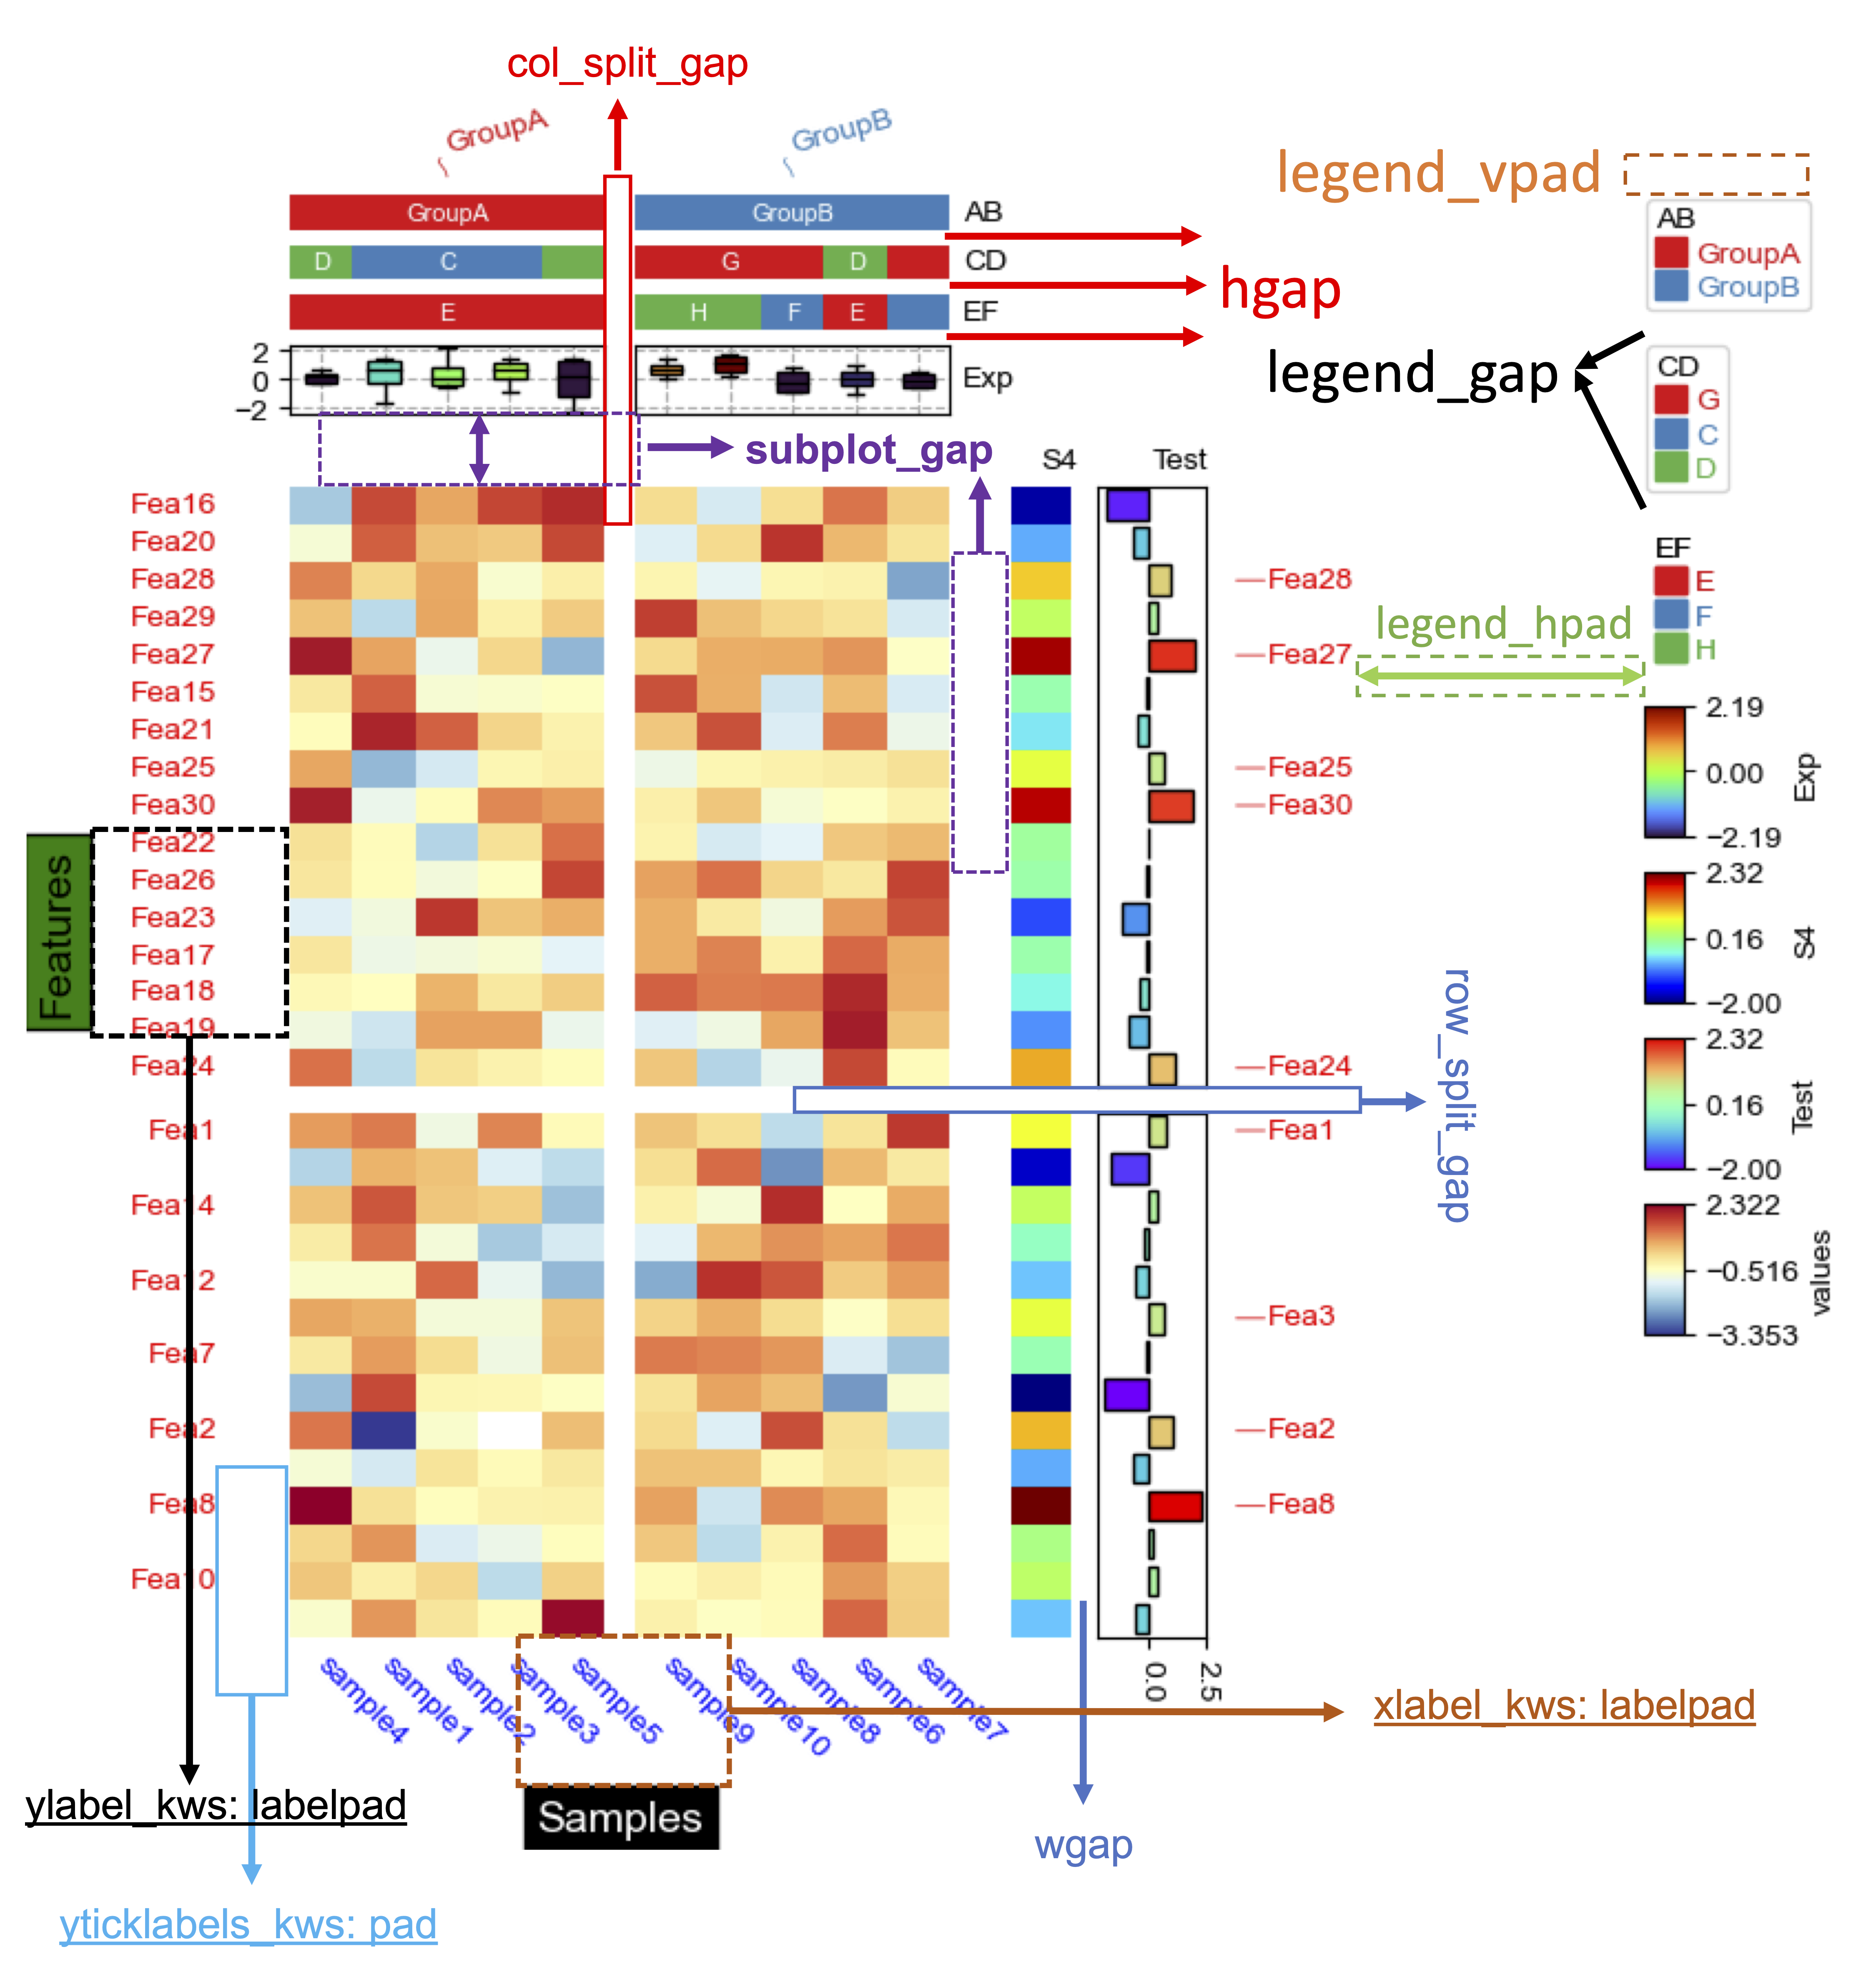 col_split_gap
GroupA
GroupB
legend_vpad
GroupA
GroupB
AB
AB
GroupA
GroupB
D
C
G
D
CD
hgap
E
H
F
E
EF
2
0
−2
Exp
legend_gap
CD
G
C
D
subplot_gap
S4
Test
Fea16
Fea20
Fea28
Fea28
EF
E
F
H
Fea29
legend_hpad
Fea27
Fea27
Fea15
Fea21
2.19
0.00
−2.19
Exp
Fea25
Fea25
Fea30
Fea30
Features
Fea22
Fea26
Fea23
Fea17
Fea18
Fea19
2.32
0.16
−2.00
S4
Fea24
Fea24
row_split_gap
2.32
0.16
−2.00
Test
Fea1
Fea1
Fea14
Fea12
2.322
−0.516
−3.353
values
Fea3
Fea7
Fea2
Fea2
Fea8
Fea8
Fea10
sample4
sample1
sample2
sample3
sample5
sample9
sample10
sample8
sample6
sample7
0.0
2.5
xlabel_kws: labelpad
ylabel_kws: labelpad
Samples
wgap
yticklabels_kws: pad